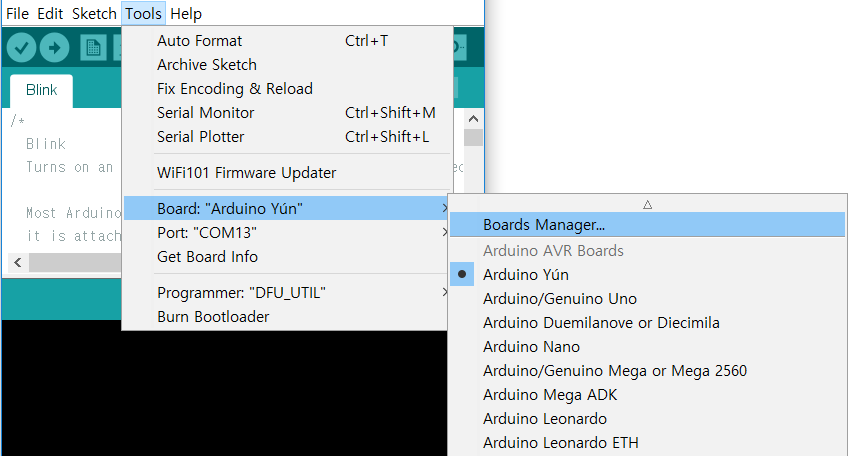 File Edit Sketch Tools Help
Auto Format Ctrl+T
Archive Sketch
Fix Encoding & Reload
Serial Monitor Ctrl+Shift+M
Serial Plotter Ctrl+Shift+L
WiFi101 Firmware Updater
Board: "Arduino Yún"
Port: "COM13"
Get Board Info
Programmer: "DFU_UTIL"
Burn Bootloader
Boards Manager...
Arduino AVR Boards
Arduino Yún
Arduino/Genuino Uno
Arduino Duemilanove or Diecimila
Arduino Nano
Arduino/Genuino Mega or Mega 2560
Arduino Mega ADK
Arduino Leonardo
Arduino Leonardo ETH
Blink
/*
Blink
Turns on an
Most Arduino
it is attach